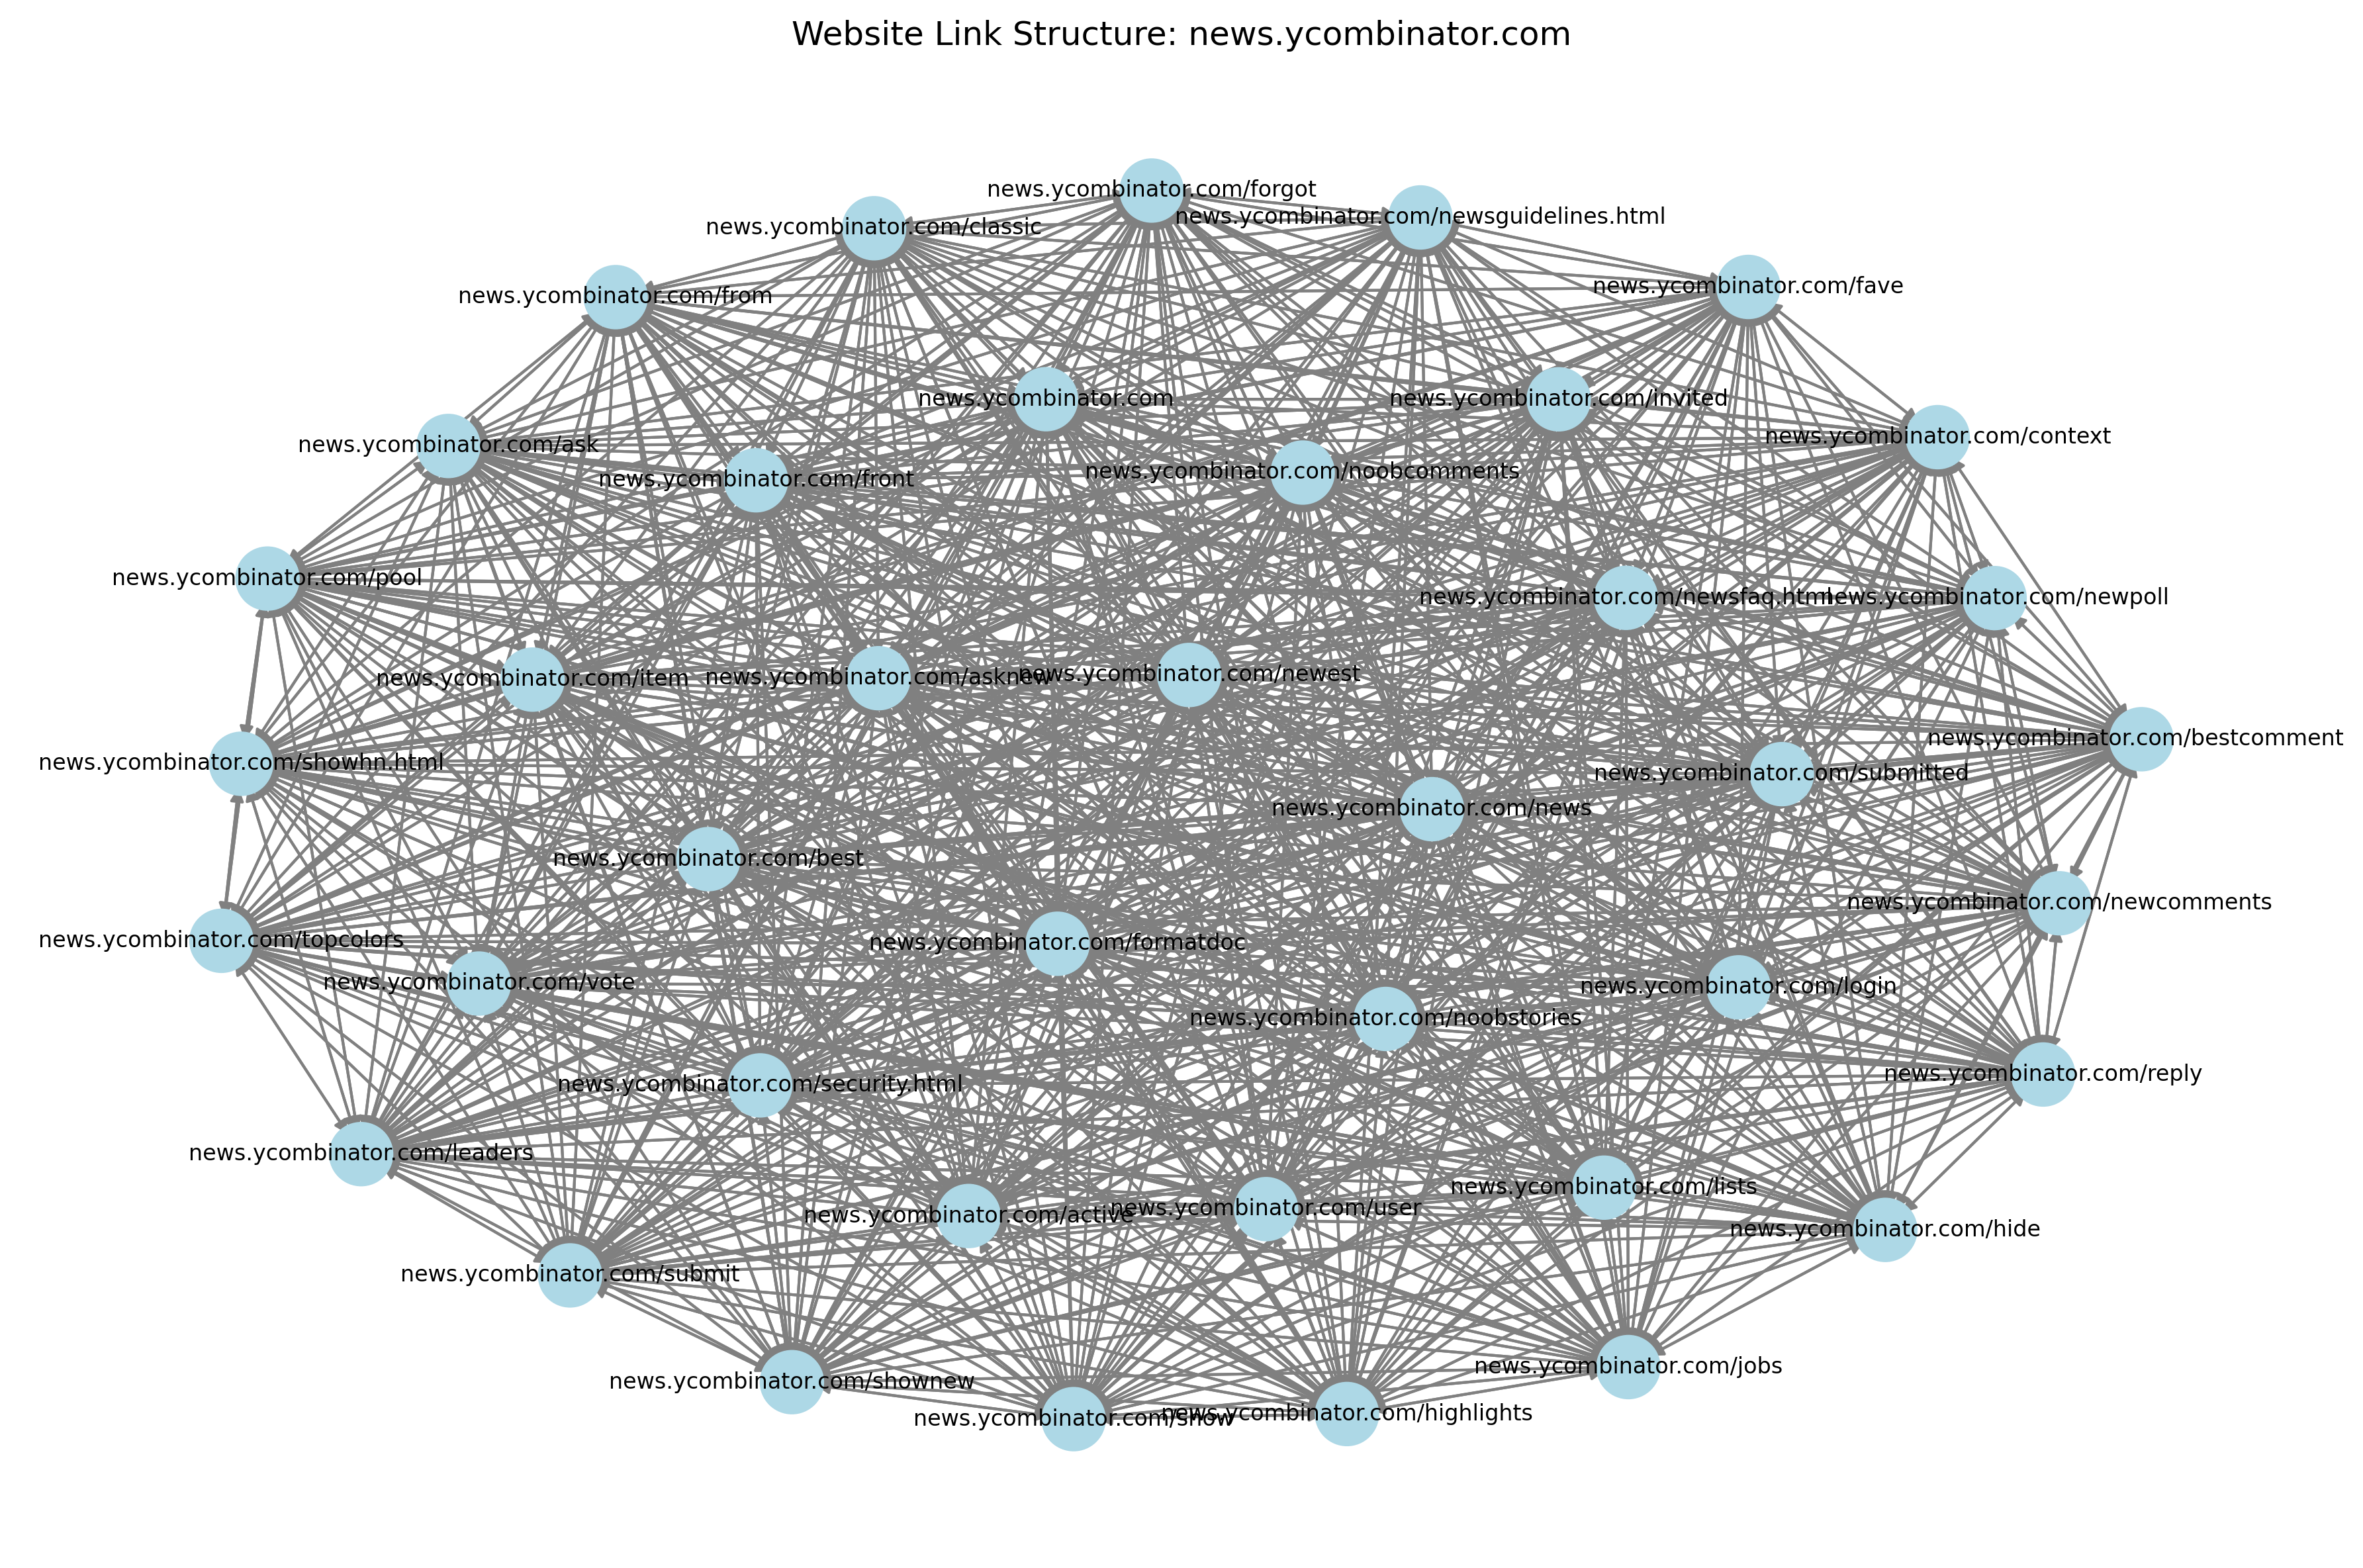 Website Link Structure: news.ycombinator.com
news.ycombinator.com/forgot
news.ycombinator.com/newsguidelines.html
news.ycombinator.com/classic
news.ycombinator.com/fave
news.ycombinator.com/from
news.ycombinator.com
news.ycombinator.com/invited
news.ycombinator.com/context
news.ycombinator.com/ask
news.ycombinator.com/noobcomments
news.ycombinator.com/front
news.ycombinator.com/pool
news.ycombinator.com/newsfaq.html
news.ycombinator.com/newpoll
news.ycombinator.com/newest
news.ycombinator.com/asknew
news.ycombinator.com/item
news.ycombinator.com/bestcomment
news.ycombinator.com/showhn.html
news.ycombinator.com/submitted
news.ycombinator.com/news
news.ycombinator.com/best
news.ycombinator.com/newcomments
news.ycombinator.com/topcolors
news.ycombinator.com/formatdoc
news.ycombinator.com/vote
news.ycombinator.com/login
news.ycombinator.com/noobstories
news.ycombinator.com/reply
news.ycombinator.com/security.html
news.ycombinator.com/leaders
news.ycombinator.com/lists
news.ycombinator.com/user
news.ycombinator.com/active
news.ycombinator.com/hide
news.ycombinator.com/submit
news.ycombinator.com/jobs
news.ycombinator.com/shownew
news.ycombinator.com/highlights
news.ycombinator.com/show